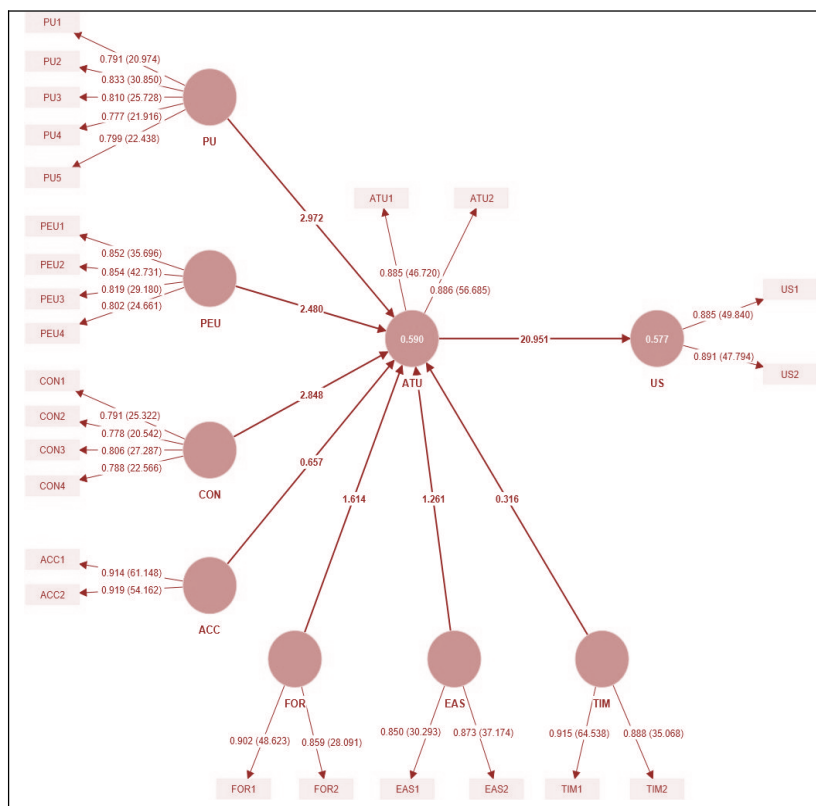 PU1
0.791 (20.974)
PU2
0.833 (30.850)
PU3
0.810 (25.728)
PU4
0.777 (21.916)
0.799 (22.438)
PU5
PU
2.972
ATU1
ATU2
0.885 (46.720)
0.886 (56.685)
PEU1
0.852 (35.696)
PEU2
0.854 (42.731)
PEU3
0.819 (29.180)
0.802 (24.661)
PEU4
PEU
2.480
0.590
ATU
20.951
0.577
US
US1
0.885 (49.840)
0.891 (47.794)
US2
CON1
0.791 (25.322)
CON2
0.778 (20.542)
CON3
0.806 (27.287)
0.788 (22.566)
CON4
CON
2.848
0.657
1.614
1.261
0.316
ACC1
0.914 (61.148)
ACC2
0.919 (54.162)
ACC
FOR
EAS
TIM
0.902 (48.623)
0.859 (28.091)
0.850 (30.293)
0.873 (37.174)
0.915 (64.538)
0.888 (35.068)
FOR1
FOR2
EAS1
EAS2
TIM1
TIM2